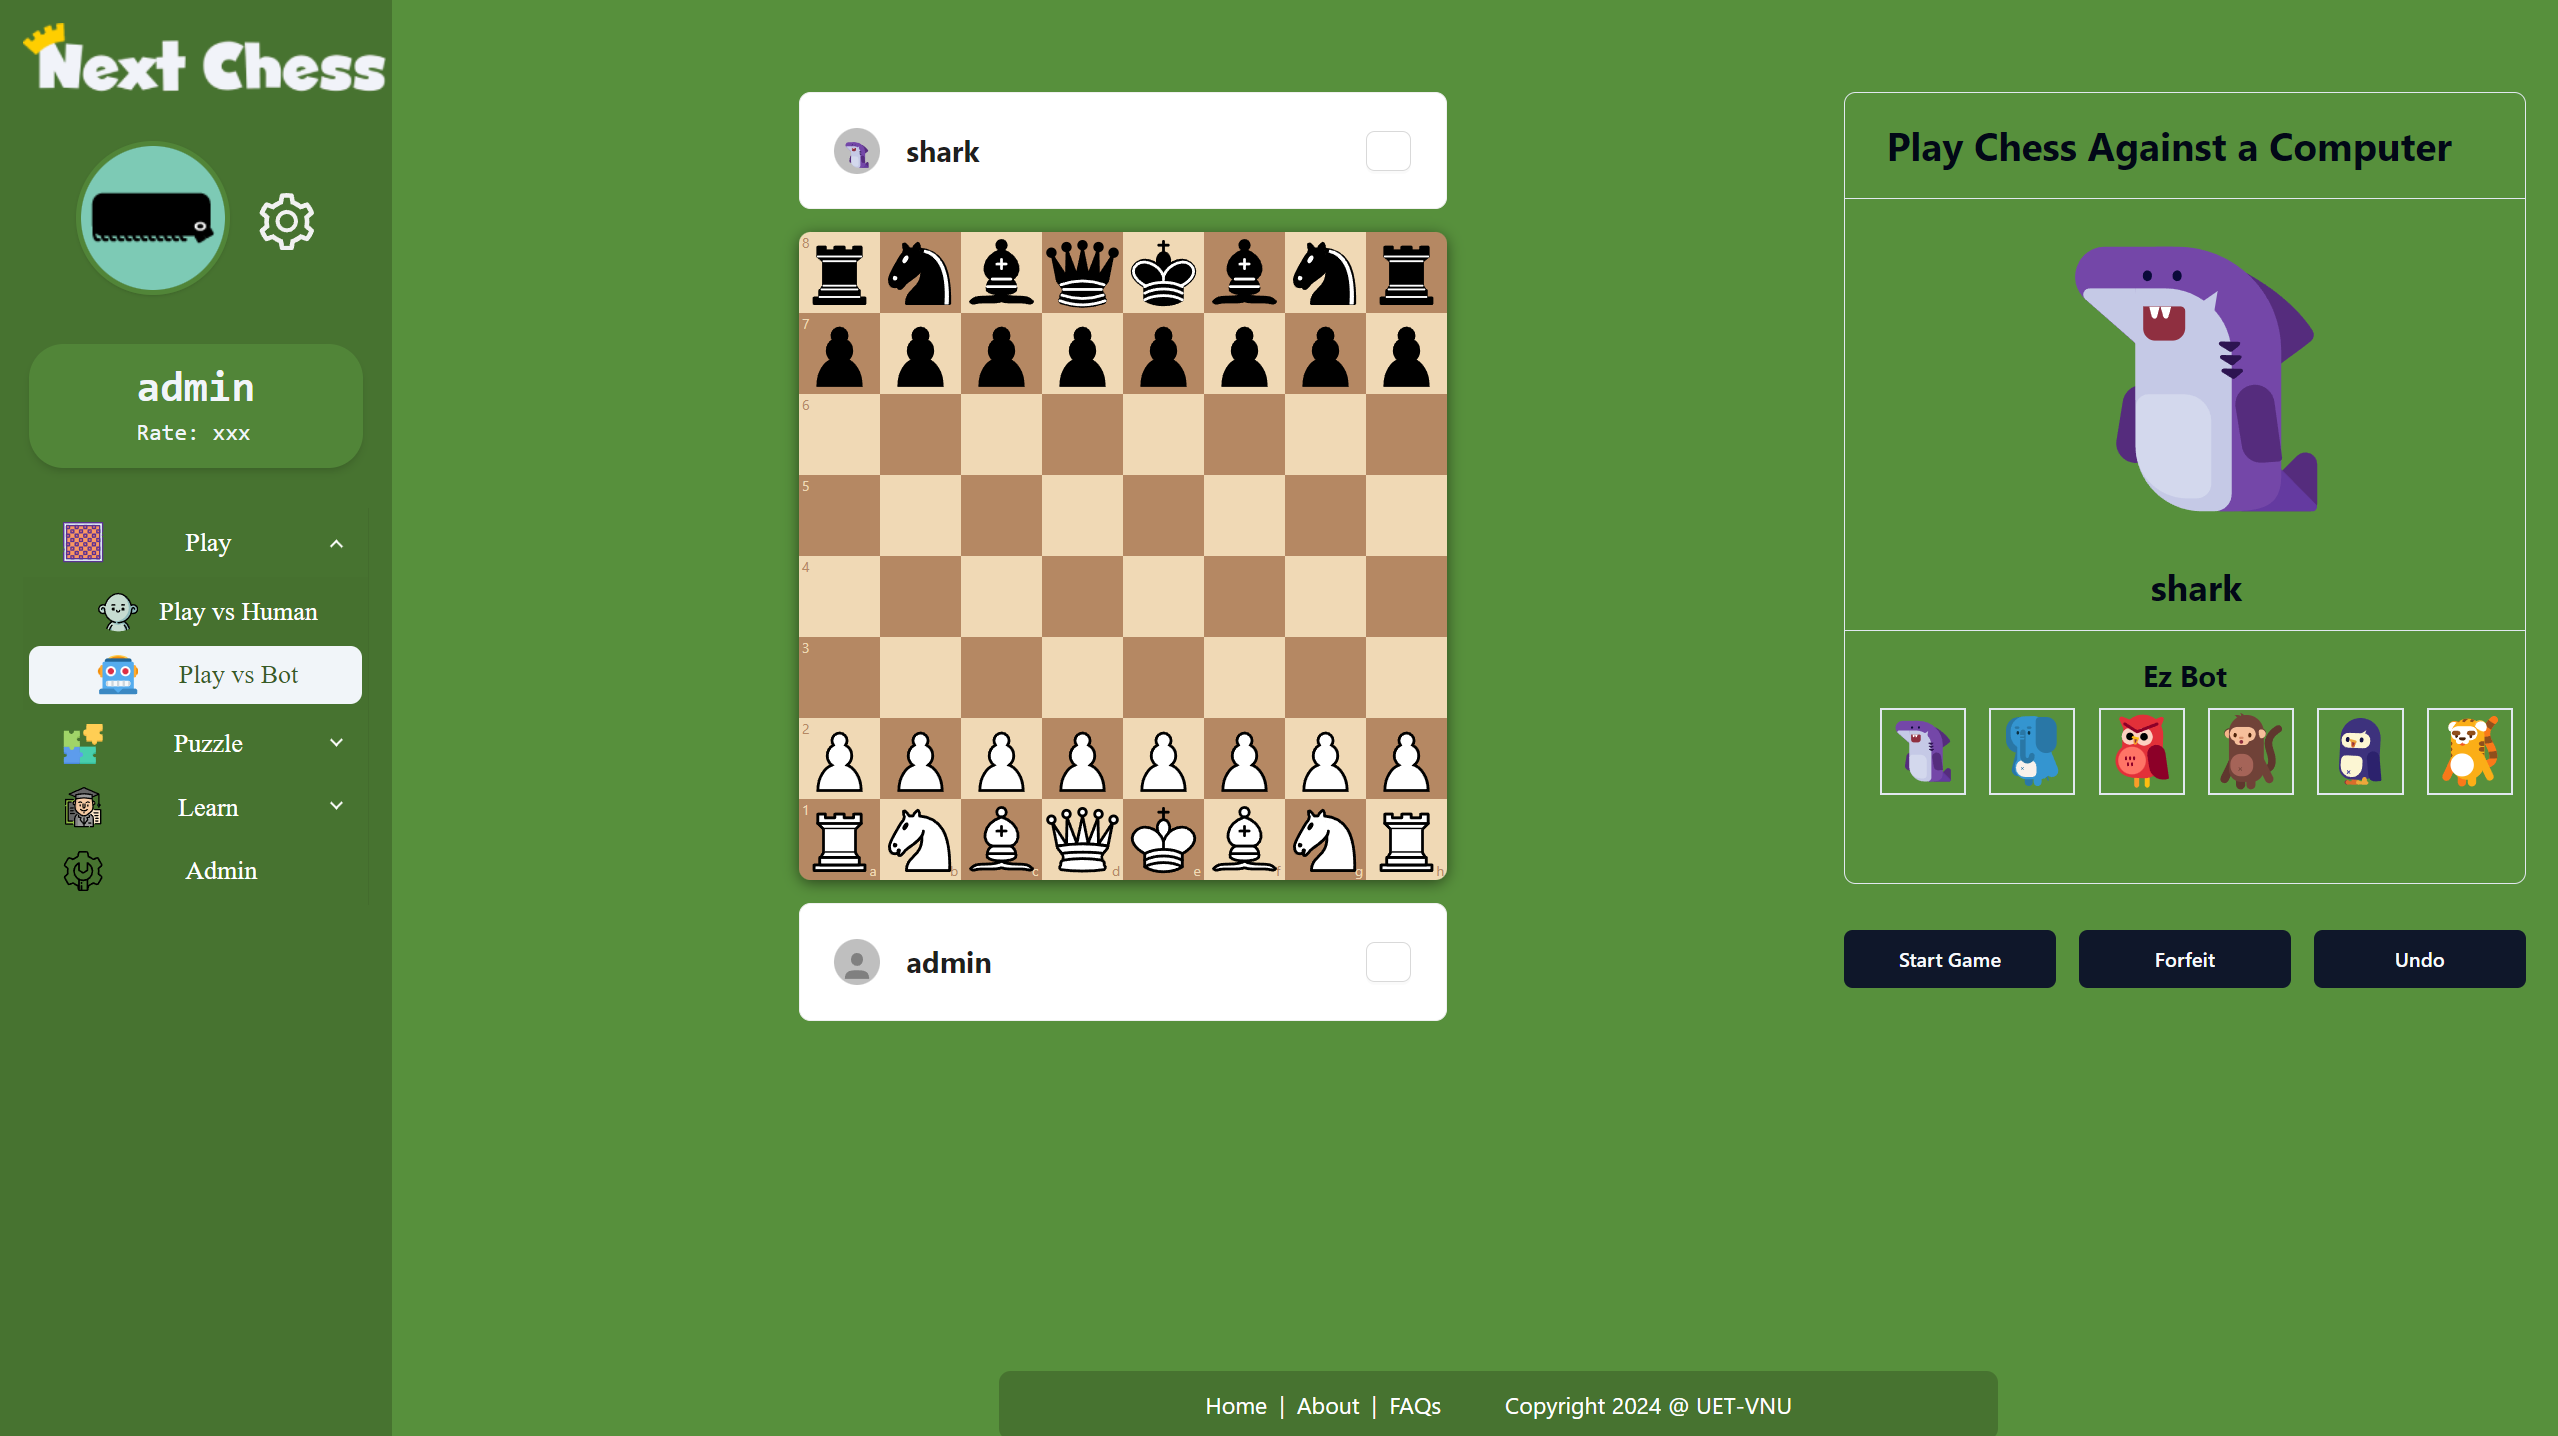 Next Chess
admin
Rate: xxx
Play
Play vs Human
Play vs Bot
Puzzle
Learn
Admin
shark
8
7
6
5
4
3
2
1
a b c d e f g h
admin
Play Chess Against a Computer
shark
Ez Bot
Start Game Forfeit Undo
Home | About | FAQs Copyright 2024 @ UET-VNU